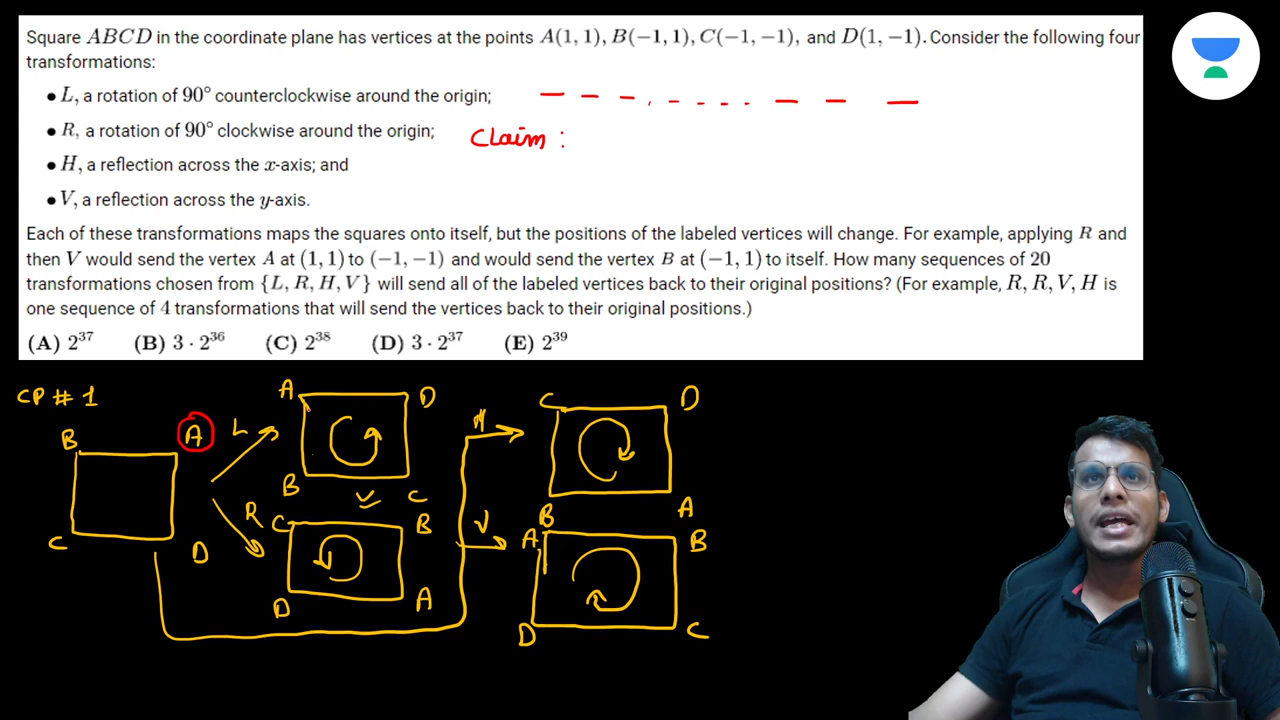 Square ABCD in the coordinate plane has vertices at the points A(1, 1), B(−1, 1), C(−1, −1), and D(1, −1). Consider the following four
transformations:
• L, a rotation of 90° counterclockwise around the origin;
• R, a rotation of 90° clockwise around the origin;
Claim :
• H, a reflection across the x-axis; and
• V, a reflection across the y-axis.
Each of these transformations maps the squares onto itself, but the positions of the labeled vertices will change. For example, applying R and
then V would send the vertex A at (1, 1) to (−1, −1) and would send the vertex B at (−1, 1) to itself. How many sequences of 20
transformations chosen from {L, R, H, V} will send all of the labeled vertices back to their original positions? (For example, R, R, V, H is
one sequence of 4 transformations that will send the vertices back to their original positions.)
(A) 2^37 (B) 3 · 2^36 (C) 2^38 (D) 3 · 2^37 (E) 2^39
CP # 1
B A
C D
L
R
A D
B C
C B
D A
H
V
C D
B A
A B
D C